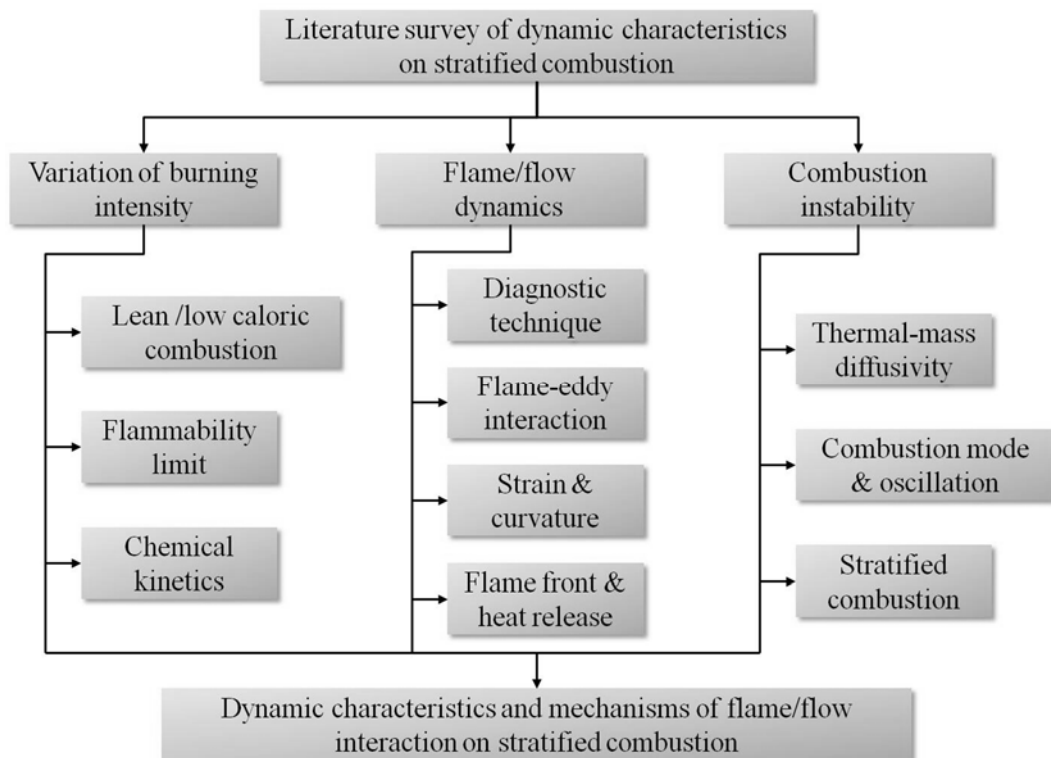 Literature survey of dynamic characteristics
on stratified combustion
Variation of burning
intensity
Flame/flow
dynamics
Combustion
instability
Lean /low caloric
combustion
Flammability
limit
Chemical
kinetics
Diagnostic
technique
Flame-eddy
interaction
Strain &
curvature
Flame front &
heat release
Thermal-mass
diffusivity
Combustion mode
& oscillation
Stratified
combustion
Dynamic characteristics and mechanisms of flame/flow
interaction on stratified combustion